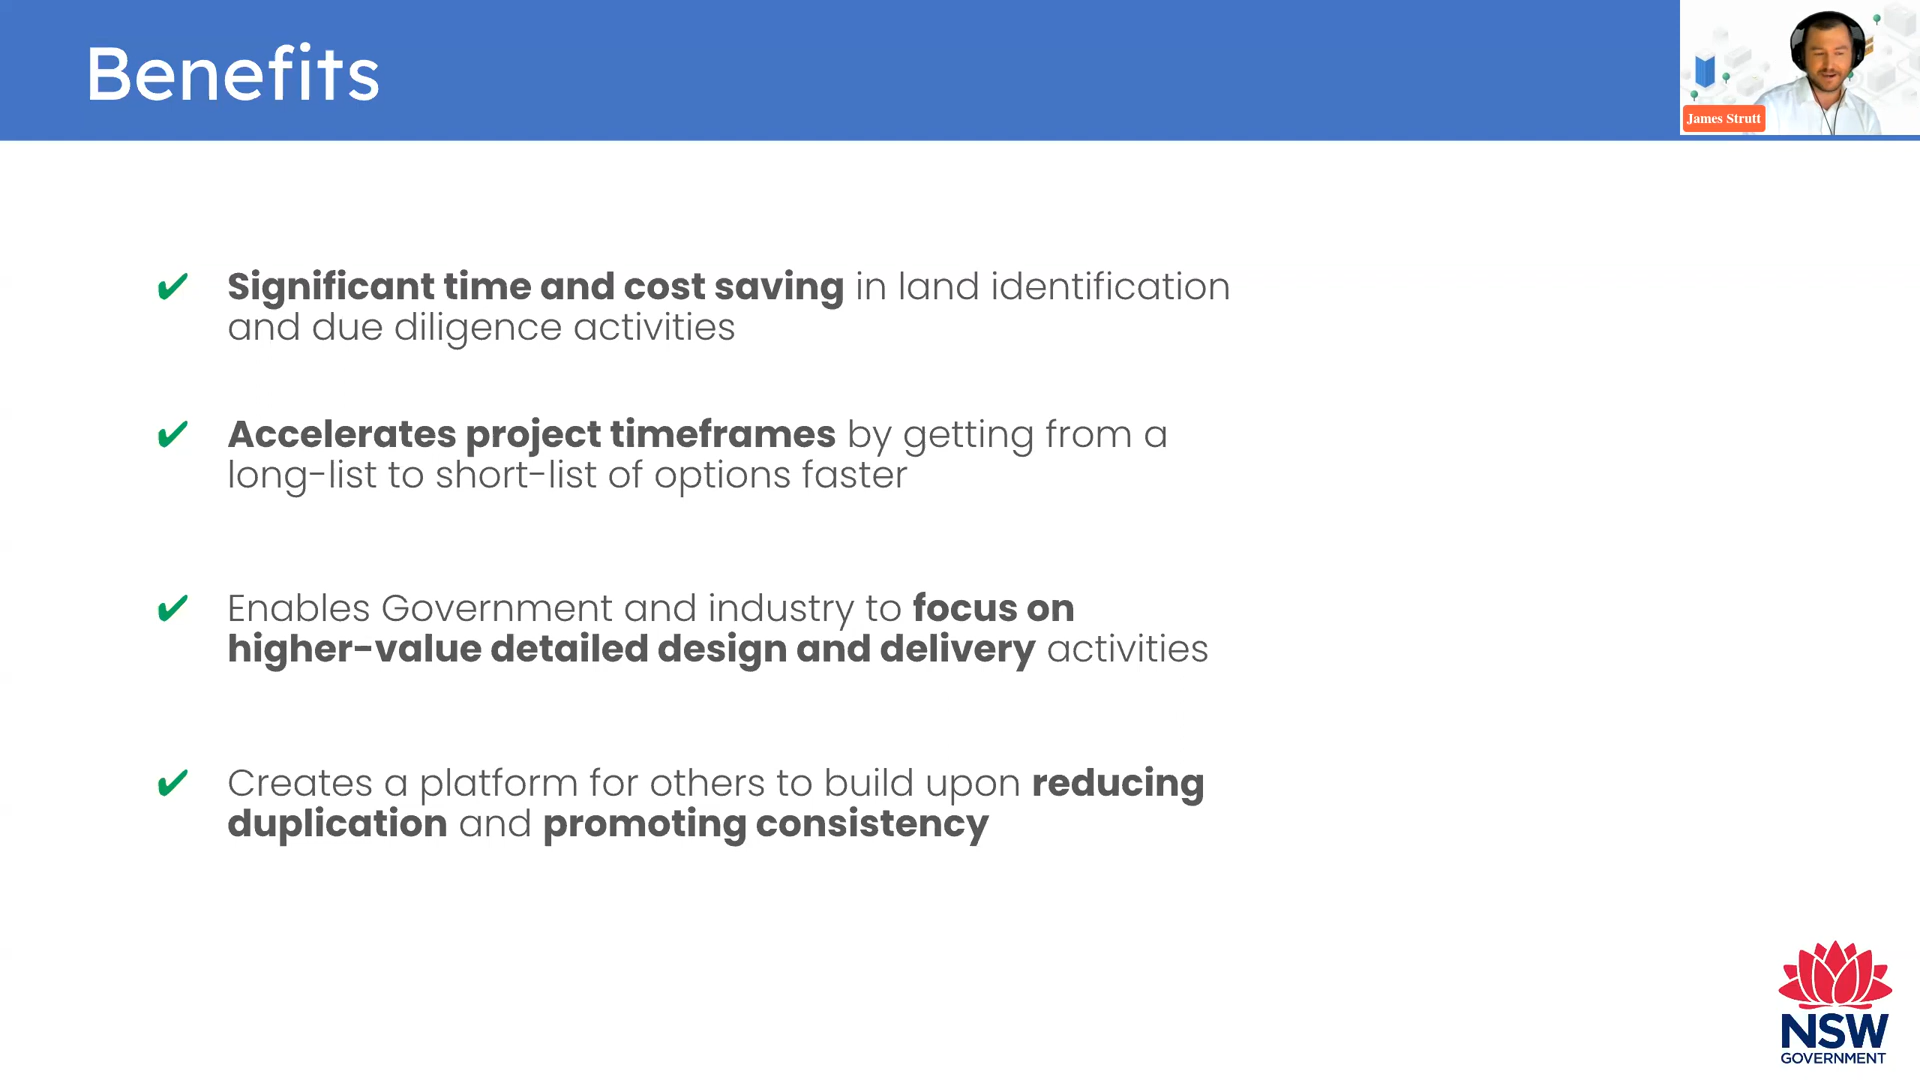 Benefits
James Strutt
✔ Significant time and cost saving in land identification
and due diligence activities
✔ Accelerates project timeframes by getting from a
long-list to short-list of options faster
✔ Enables Government and industry to focus on
higher-value detailed design and delivery activities
✔ Creates a platform for others to build upon reducing
duplication and promoting consistency
NSW
GOVERNMENT